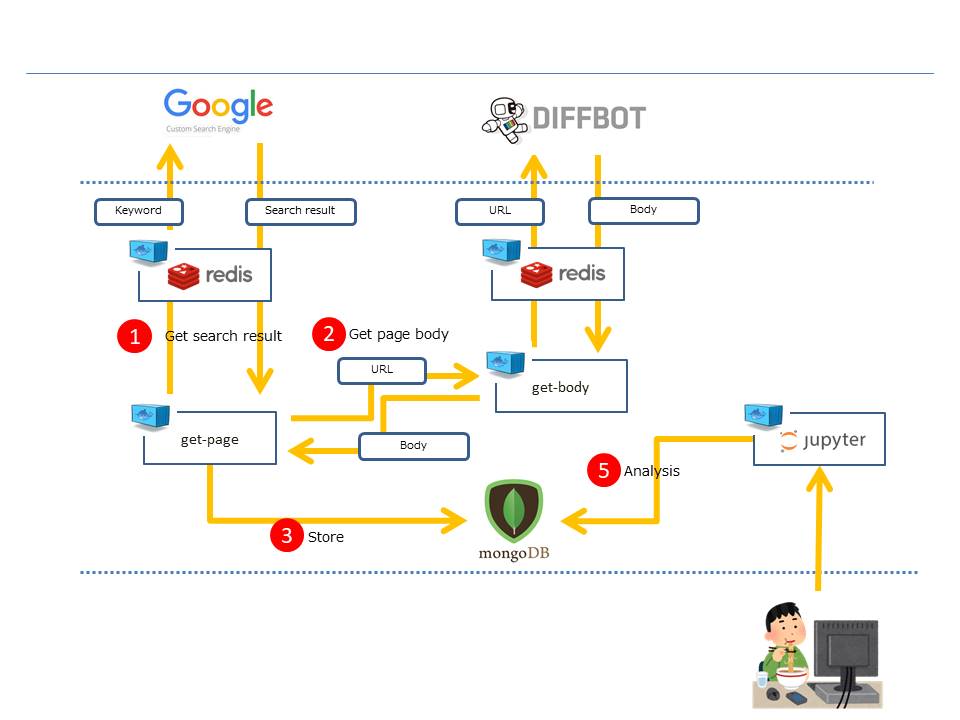 Google
Custom Search Engine
DIFFBOT
Keyword
Search result
URL
Body
redis
redis
1 Get search result
2 Get page body
URL
get-body
get-page
Body
jupyter
5 Analysis
3 Store
mongoDB